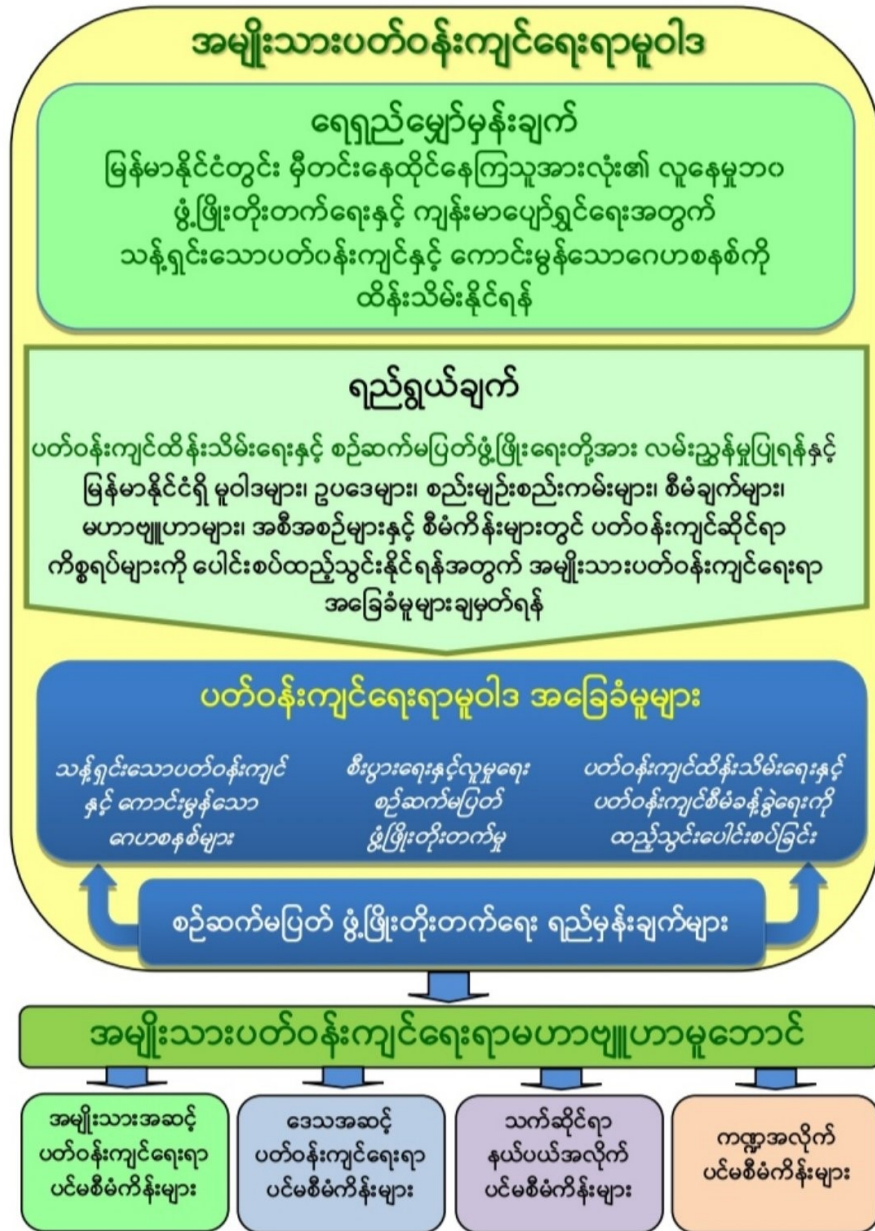 အမျိုးသားပတ်ဝန်းကျင်ရေးရာမူဝါဒ
ရေရှည်မျှော်မှန်းချက်
မြန်မာနိုင်ငံတွင်း မှီတင်းနေထိုင်နေကြသူအားလုံး၏ လူနေမှုဘ၀
ဖွံ့ဖြိုးတိုးတက်ရေးနှင့် ကျန်းမာပျော်ရွှင်ရေးအတွက်
သန့်ရှင်းသောပတ်၀န်းကျင်နှင့် ကောင်းမွန်သောဂေဟစနစ်ကို
ထိန်းသိမ်းနိုင်ရန်
ရည်ရွယ်ချက်
ပတ်ဝန်းကျင်ထိန်းသိမ်းရေးနှင့် စဉ်ဆက်မပြတ်ဖွံ့ဖြိုးရေးတို့အား လမ်းညွှန်မှုပြုရန်နှင့်
မြန်မာနိုင်ငံရှိ မူဝါဒများ၊ ဥပဒေများ၊ စည်းမျဉ်းစည်းကမ်းများ၊ စီမံချက်များ၊
မဟာဗျူဟာများ၊ အစီအစဉ်များနှင့် စီမံကိန်းများတွင် ပတ်ဝန်းကျင်ဆိုင်ရာ
ကိစ္စရပ်များကို ပေါင်းစပ်ထည့်သွင်းနိုင်ရန်အတွက် အမျိုးသားပတ်ဝန်းကျင်ရေးရာ
အခြေခံမူများချမှတ်ရန်
ပတ်ဝန်းကျင်ရေးရာမူဝါဒ အခြေခံမူများ
သန့်ရှင်းသောပတ်ဝန်းကျင်
နှင့် ကောင်းမွန်သော
ဂေဟစနစ်များ
စီးပွားရေးနှင့်လူမှုရေး
စဉ်ဆက်မပြတ်
ဖွံ့ဖြိုးတိုးတက်မှု
ပတ်ဝန်းကျင်ထိန်းသိမ်းရေးနှင့်
ပတ်ဝန်းကျင်စီမံခန့်ခွဲရေးကို
ထည့်သွင်းပေါင်းစပ်ခြင်း
စဉ်ဆက်မပြတ် ဖွံ့ဖြိုးတိုးတက်ရေး ရည်မှန်းချက်များ
အမျိုးသားပတ်ဝန်းကျင်ရေးရာမဟာဗျူဟာမူဘောင်
အမျိုးသားအဆင့်
ပတ်ဝန်းကျင်ရေးရာ
ပင်မစီမံကိန်းများ
ဒေသအဆင့်
ပတ်ဝန်းကျင်ရေးရာ
ပင်မစီမံကိန်းများ
သက်ဆိုင်ရာ
နယ်ပယ်အလိုက်
ပင်မစီမံကိန်းများ
ကဏ္ဍအလိုက်
ပင်မစီမံကိန်းများ